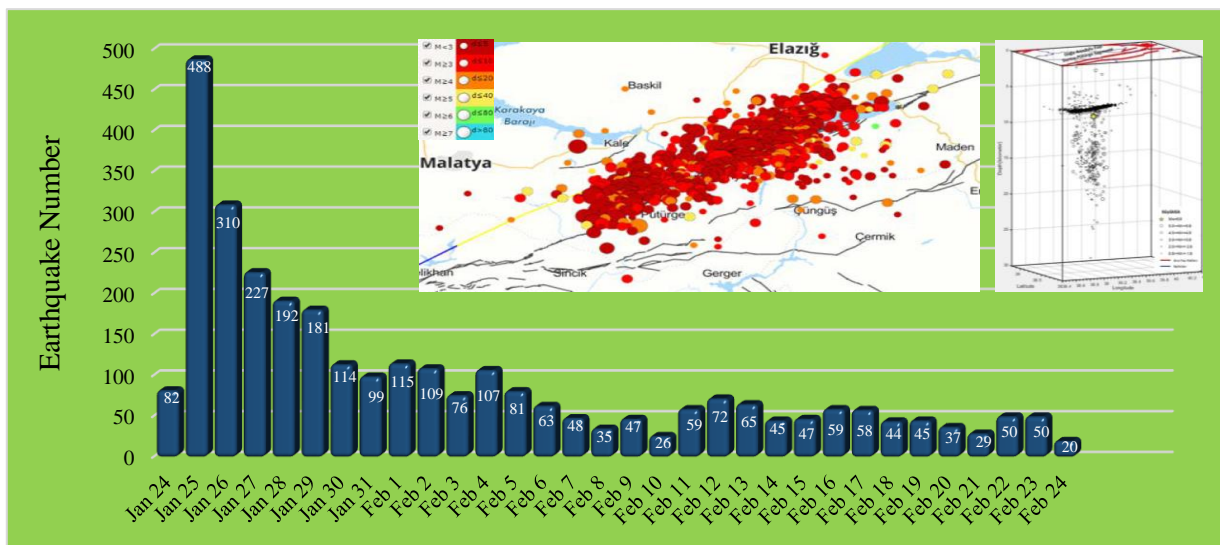 Earthquake Number
500
450
400
350
300
250
200
150
100
50
0
82
488
310
227
192
181
114
99
115
109
76
107
81
63
48
35
47
26
59
72
65
45
47
59
58
44
45
37
29
50
50
20
Jan 24
Jan 25
Jan 26
Jan 27
Jan 28
Jan 29
Jan 30
Jan 31
Feb 1
Feb 2
Feb 3
Feb 4
Feb 5
Feb 6
Feb 7
Feb 8
Feb 9
Feb 10
Feb 11
Feb 12
Feb 13
Feb 14
Feb 15
Feb 16
Feb 17
Feb 18
Feb 19
Feb 20
Feb 21
Feb 22
Feb 23
Feb 24
M<3
M≥3
M≥4
M≥5
M≥6
M≥7
d≤5
d≤10
d≤20
d≤40
d≤80
d>80
Elazığ
Baskil
Karakaya
Barajı
Kale
Malatya
Maden
Pütürge
Çüngüş
Çermik
Sincik
Gerger
Latitude
Longitude